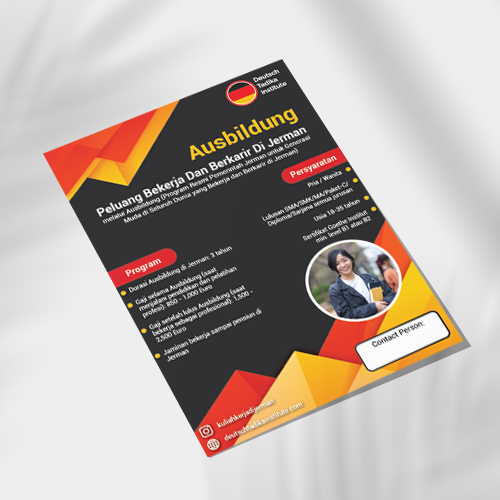 Deutsch
Tadika
Institute
Ausbildung
Peluang Bekerja Dan Berkarir Di Jerman
melalui Ausbildung (Program Resmi Pemerintah Jerman untuk Generasi
Muda di Seluruh Dunia yang Bekerja dan Berkarir di Jerman)
Persyaratan
Pria / Wanita
Lulusan SMA/SMK/MA/Paket-C/
Diploma/Sarjana semua jurusan
Usia 18-35 tahun
Sertifikat Goethe Institut
min. level B1 atau B2
Program
Durasi Ausbildung di Jerman: 3 tahun
Gaji selama Ausbildung (saat
menjalani pendidikan dan pelatihan
profesi): 850 - 1,000 Euro
Gaji setelah lulus Ausbildung (saat
bekerja sebagai profesional): 1,500 -
2,500 Euro
Jaminan bekerja sampai pensiun di
Jerman
Contact Person:
kuliahkerjadijerman
deutschtadikainstitute.com